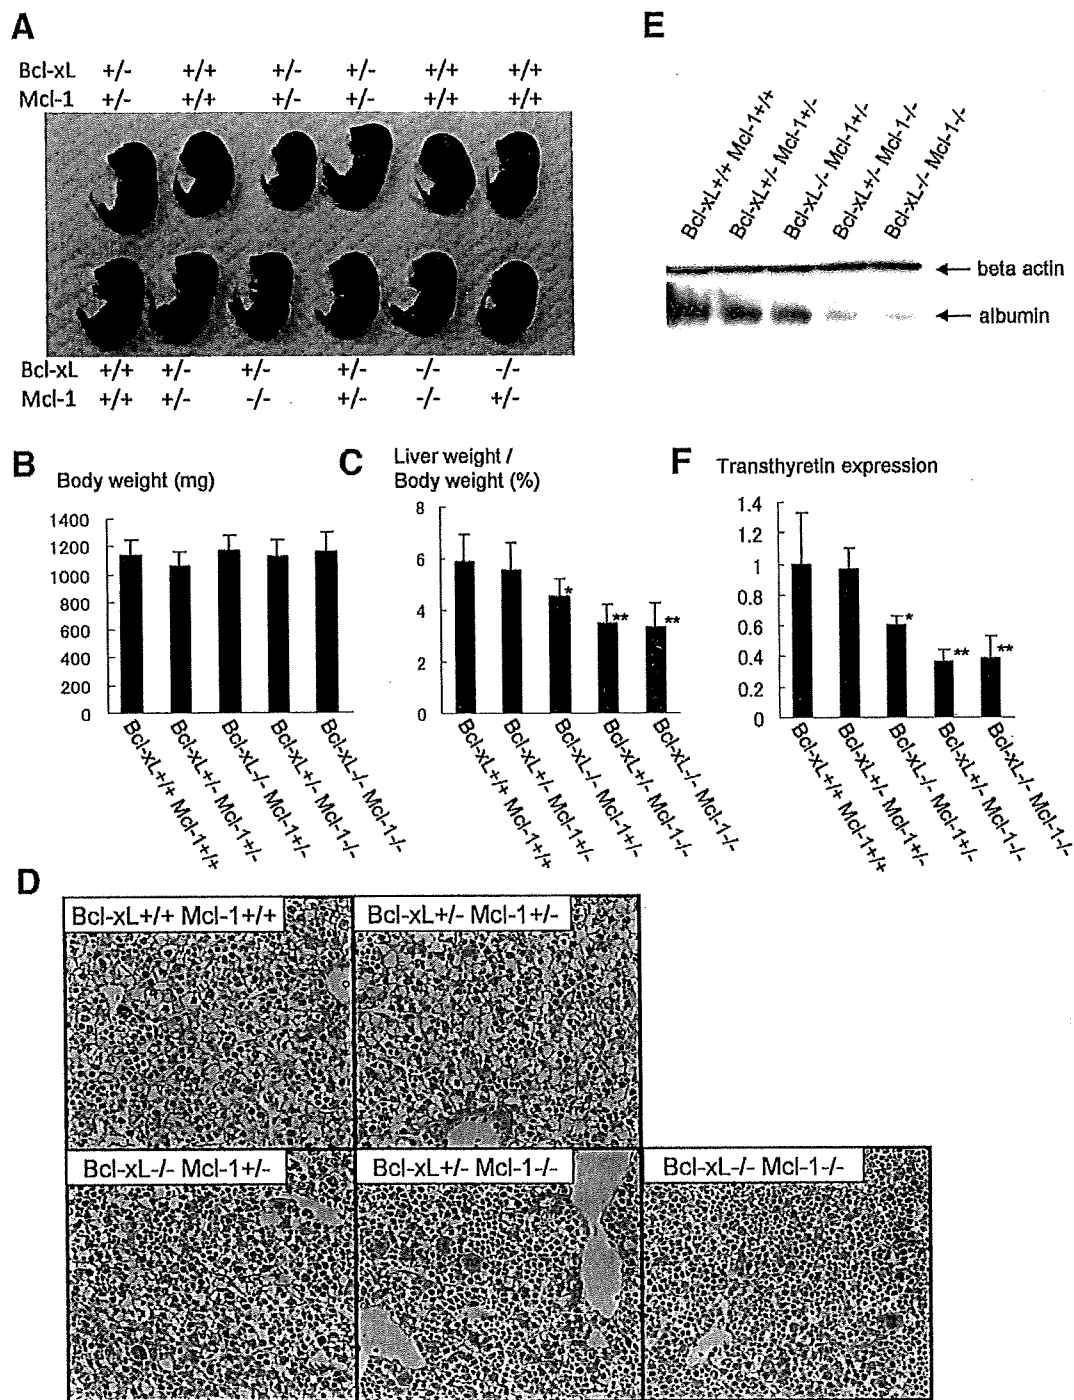 A
Bcl-xL +/- +/+ +/- +/- +/+ +/+
Mcl-1 +/- +/+ +/- +/- +/+ +/+
Bcl-xL +/+ +/- +/- +/- -/- -/-
Mcl-1 +/+ +/- -/- +/- -/- +/-
E
Bcl-xL+/+ Mcl-1+/+
Bcl-xL+/- Mcl-1+/-
Bcl-xL-/- Mcl-1+/-
Bcl-xL+/- Mcl-1-/-
Bcl-xL-/- Mcl-1-/-
beta actin
albumin
B
Body weight (mg)
1400
1200
1000
800
600
400
200
0
Bcl-xL+/+ Mcl-1+/+
Bcl-xL+/- Mcl-1+/-
Bcl-xL-/- Mcl-1+/-
Bcl-xL+/- Mcl-1-/-
Bcl-xL-/- Mcl-1-/-
C
Liver weight /
Body weight (%)
8
6
4
2
0
*
**
**
Bcl-xL+/+ Mcl-1+/+
Bcl-xL+/- Mcl-1+/-
Bcl-xL-/- Mcl-1+/-
Bcl-xL+/- Mcl-1-/-
Bcl-xL-/- Mcl-1-/-
F
Transthyretin expression
1.4
1.2
1
0.8
0.6
0.4
0.2
0
*
**
**
Bcl-xL+/+ Mcl-1+/+
Bcl-xL+/- Mcl-1+/-
Bcl-xL-/- Mcl-1+/-
Bcl-xL+/- Mcl-1-/-
Bcl-xL-/- Mcl-1-/-
D
Bcl-xL+/+ Mcl-1+/+
Bcl-xL+/- Mcl-1+/-
Bcl-xL-/- Mcl-1+/-
Bcl-xL+/- Mcl-1-/-
Bcl-xL-/- Mcl-1-/-